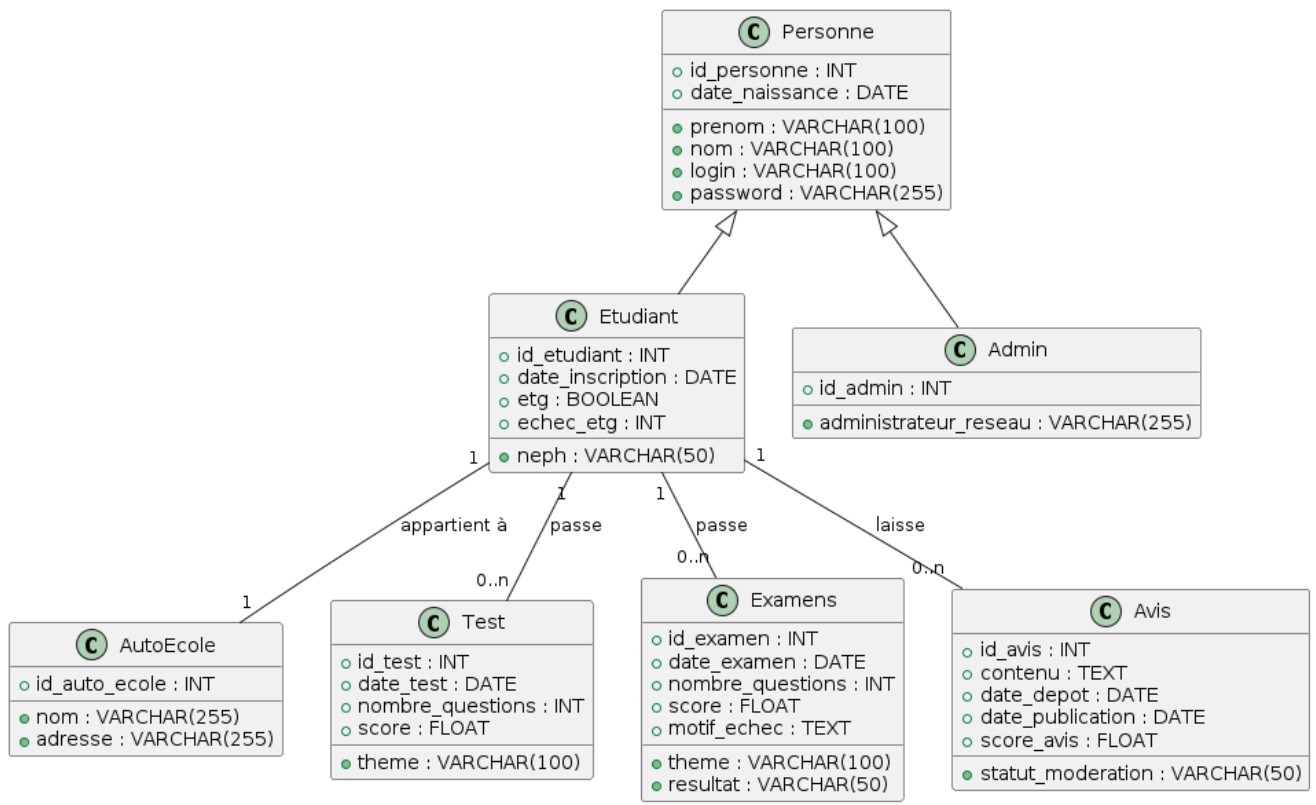 C Personne
id_personne : INT
date_naissance : DATE
prenom : VARCHAR(100)
nom : VARCHAR(100)
login : VARCHAR(100)
password : VARCHAR(255)
C Etudiant
id_etudiant : INT
date_inscription : DATE
etg : BOOLEAN
echec_etg : INT
neph : VARCHAR(50)
C Admin
id_admin : INT
administrateur_reseau : VARCHAR(255)
1
1
1
1
appartient à
passe
passe
laisse
1
0..n
0..n
0..n
C AutoEcole
id_auto_ecole : INT
nom : VARCHAR(255)
adresse : VARCHAR(255)
C Test
id_test : INT
date_test : DATE
nombre_questions : INT
score : FLOAT
theme : VARCHAR(100)
C Examens
id_examen : INT
date_examen : DATE
nombre_questions : INT
score : FLOAT
motif_echec : TEXT
theme : VARCHAR(100)
resultat : VARCHAR(50)
C Avis
id_avis : INT
contenu : TEXT
date_depot : DATE
date_publication : DATE
score_avis : FLOAT
statut_moderation : VARCHAR(50)